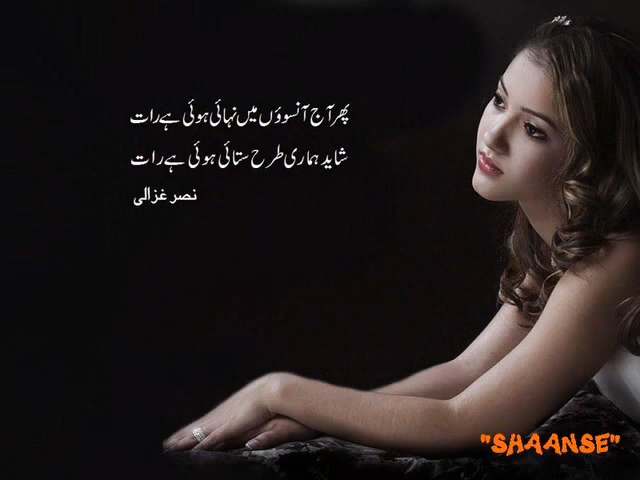 پھر آج آنسوؤں میں نہائی ہوئی ہے رات
شاید ہماری طرح ستائی ہوئی ہے رات
نصر غزالی
"SHAANSE"